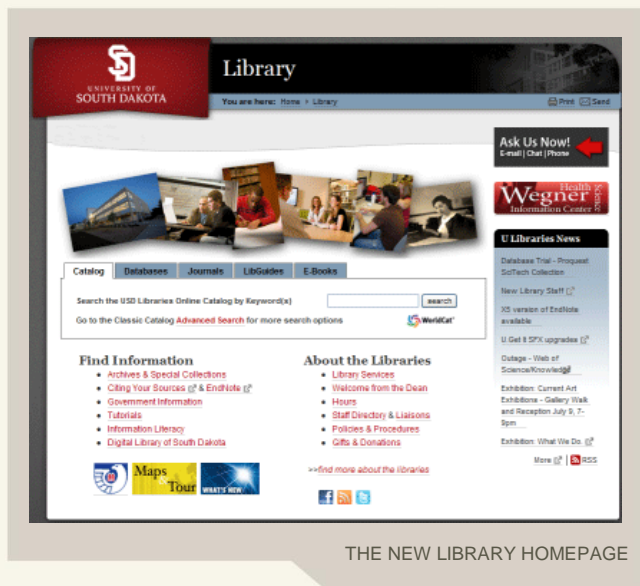 UNIVERSITY OF
SOUTH DAKOTA
Library
You are here: Home > Library
Print Send
Ask Us Now!
E-mail | Chat | Phone
Wegner
Health
Science
Information Center
Catalog Databases Journals LibGuides E-Books
Search the USD Libraries Online Catalog by Keyword(s) search
Go to the Classic Catalog Advanced Search for more search options WorldCat
U Libraries News
Database Trial - Proquest
SciTech Collection
New Library Staff
X5 version of EndNote
available
U.Get It SFX upgrades
Outage - Web of
Science/Knowledge
Exhibition: Current Art
Exhibitions - Gallery Walk
and Reception July 9, 7-
9pm
Exhibition: What We Do.
More | RSS
Find Information
Archives & Special Collections
Citing Your Sources & EndNote
Government Information
Tutorials
Information Literacy
Digital Library of South Dakota
Maps
& Tour
WHAT'S NEW
About the Libraries
Library Services
Welcome from the Dean
Hours
Staff Directory & Liaisons
Policies & Procedures
Gifts & Donations
>>find more about the libraries
THE NEW LIBRARY HOMEPAGE